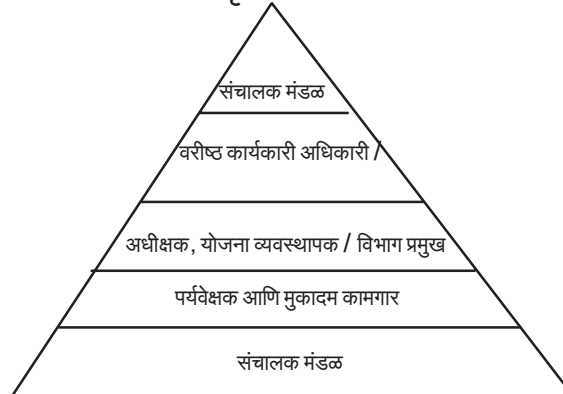 संचालक मंडळ
वरीष्ठ कार्यकारी अधिकारी /
अधीक्षक, योजना व्यवस्थापक / विभाग प्रमुख
पर्यवेक्षक आणि मुकादम कामगार
संचालक मंडळ